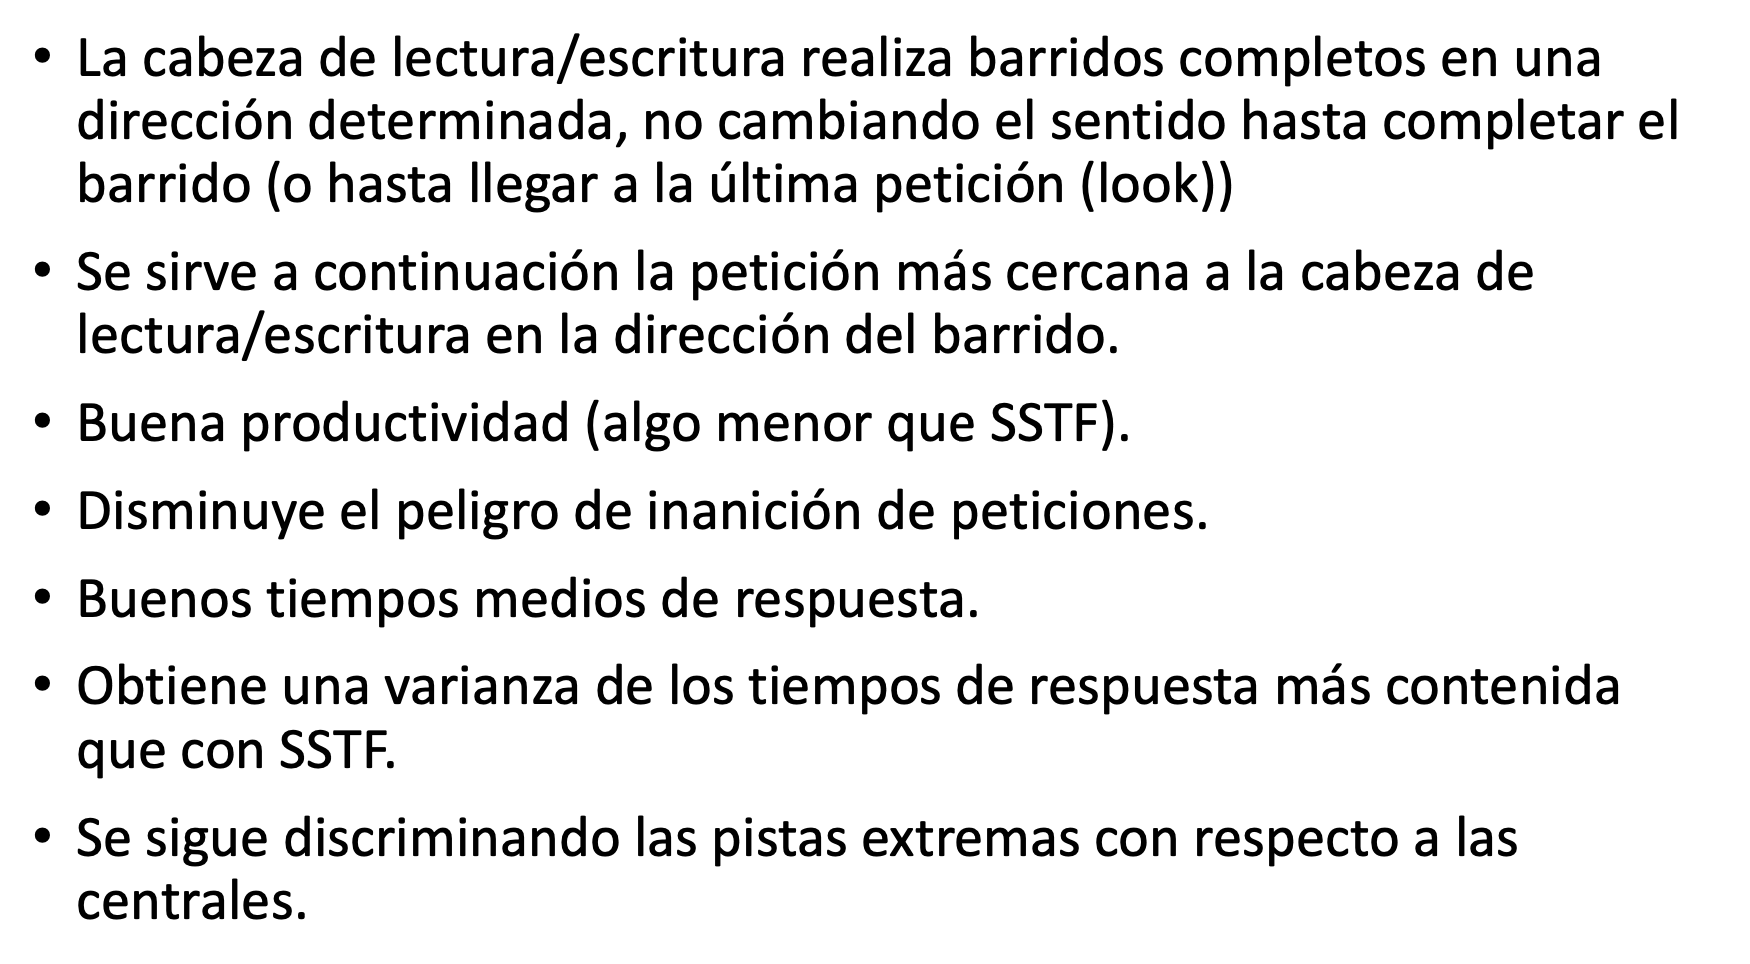 • La cabeza de lectura/escritura realiza barridos completos en una
dirección determinada, no cambiando el sentido hasta completar el
barrido (o hasta llegar a la última petición (look))
• Se sirve a continuación la petición más cercana a la cabeza de
lectura/escritura en la dirección del barrido.
• Buena productividad (algo menor que SSTF).
• Disminuye el peligro de inanición de peticiones.
• Buenos tiempos medios de respuesta.
• Obtiene una varianza de los tiempos de respuesta más contenida
que con SSTF.
• Se sigue discriminando las pistas extremas con respecto a las
centrales.